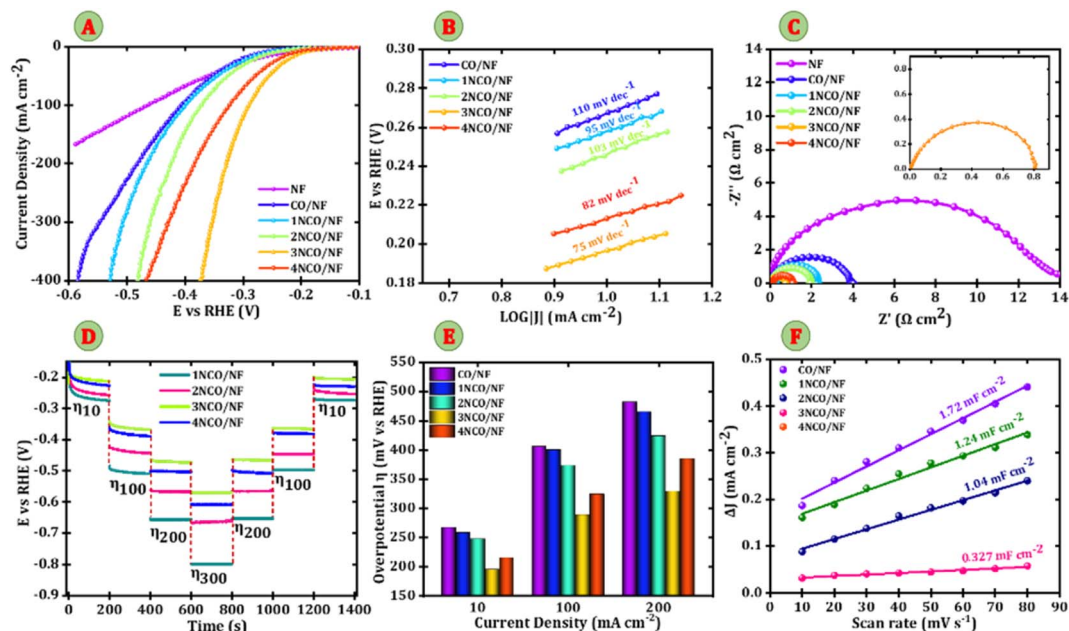 A
0
-100
-200
-300
-400
-0.6
-0.5
-0.4
-0.3
-0.2
-0.1
Current Density (mA cm-2)
E vs RHE (V)
NF
CO/NF
1NCO/NF
2NCO/NF
3NCO/NF
4NCO/NF
B
0.30
0.28
0.26
0.24
0.22
0.20
0.18
0.7
0.8
0.9
1.0
1.1
1.2
E vs RHE (V)
LOG|J| (mA cm-2)
CO/NF
1NCO/NF
2NCO/NF
3NCO/NF
4NCO/NF
110 mV dec-1
95 mV dec-1
103 mV dec-1
82 mV dec-1
75 mV dec-1
C
-14
-12
-10
-8
-6
-4
-2
0
0
2
4
6
8
10
12
14
-Z'' (Ω cm2)
Z' (Ω cm2)
NF
CO/NF
1NCO/NF
2NCO/NF
3NCO/NF
4NCO/NF
0.8
0.6
0.4
0.2
0.0
0.0
0.2
0.4
0.6
0.8
D
-0.2
-0.3
-0.4
-0.5
-0.6
-0.7
-0.8
-0.9
0
200
400
600
800
1000
1200
1400
E vs RHE (V)
Time (s)
1NCO/NF
2NCO/NF
3NCO/NF
4NCO/NF
η10
η100
η200
η300
η200
η100
η10
E
550
500
450
400
350
300
250
200
150
10
100
200
Overpotential η (mV vs RHE)
Current Density (mA cm-2)
CO/NF
1NCO/NF
2NCO/NF
3NCO/NF
4NCO/NF
F
0.5
0.4
0.3
0.2
0.1
0.0
0
10
20
30
40
50
60
70
80
90
ΔJ (mA cm-2)
Scan rate (mV s-1)
CO/NF
1NCO/NF
2NCO/NF
3NCO/NF
4NCO/NF
1.72 mF cm-2
1.24 mF cm-2
1.04 mF cm-2
0.327 mF cm-2